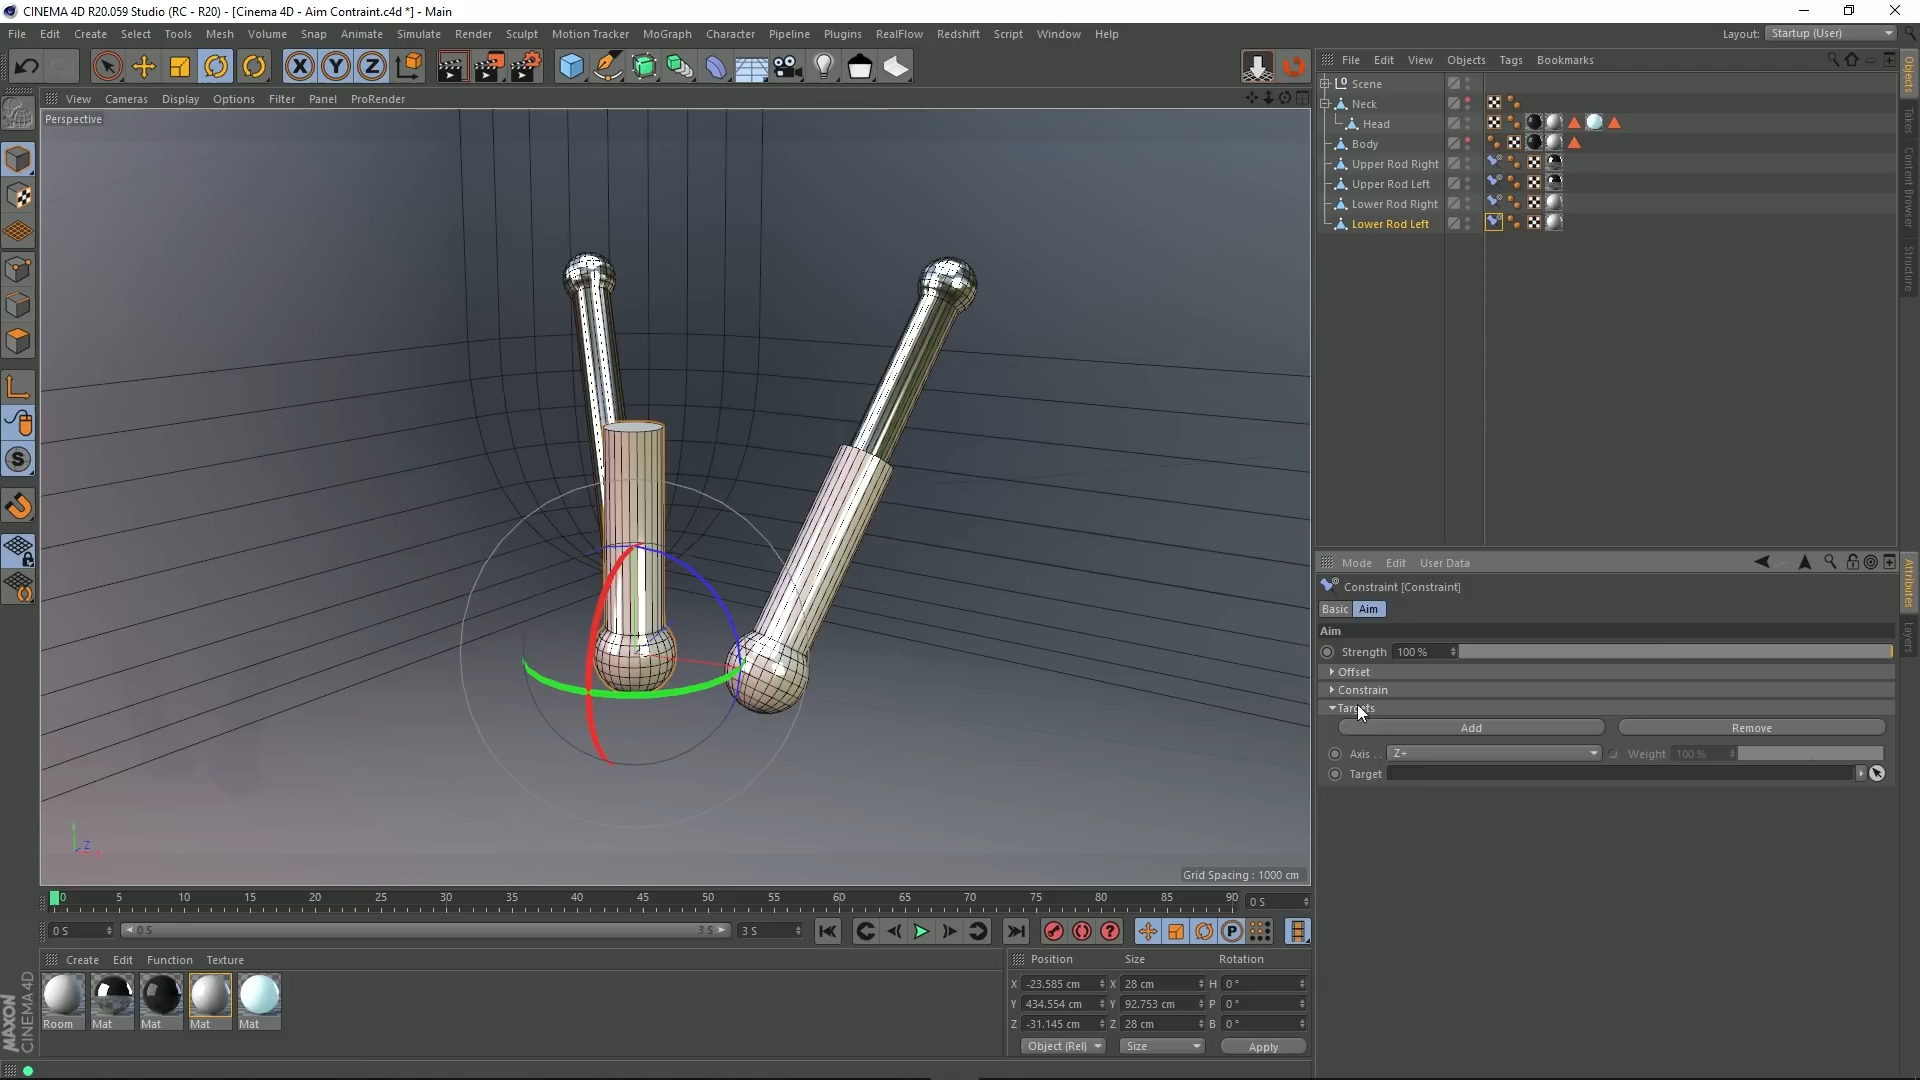 CINEMA 4D R20.059 Studio (RC - R20) - [Cinema 4D - Aim Contraint.c4d *] - Main
File Edit Create Select Tools Mesh Volume Snap Animate Simulate Render Sculpt Motion Tracker MoGraph Character Pipeline Plugins RealFlow Redshift Script Window Help
Layout: Startup (User)
X Y Z
File Edit View Objects Tags Bookmarks
View Cameras Display Options Filter Panel ProRender
Perspective
Scene
Neck
Head
Body
Upper Rod Right
Upper Rod Left
Lower Rod Right
Lower Rod Left
Objects
Takes
Content Browser
Structure
Mode Edit User Data
Constraint [Constraint]
Basic Aim
Aim
Strength 100 %
Offset
Constrain
Targets
Add Remove
Axis . . Z+ Weight 100 %
Target
Attributes
Layers
Y
Z
X
Grid Spacing : 1000 cm
0 5 10 15 20 25 30 35 40 45 50 55 60 65 70 75 80 85 90 0 S
0 S 0 S 3 S 3 S
Create Edit Function Texture
Room Mat Mat Mat Mat
Position Size Rotation
X -23.585 cm X 28 cm H 0 °
Y 434.554 cm Y 92.753 cm P 0 °
Z -31.145 cm Z 28 cm B 0 °
Object (Rel) Size Apply
MAXON
CINEMA 4D